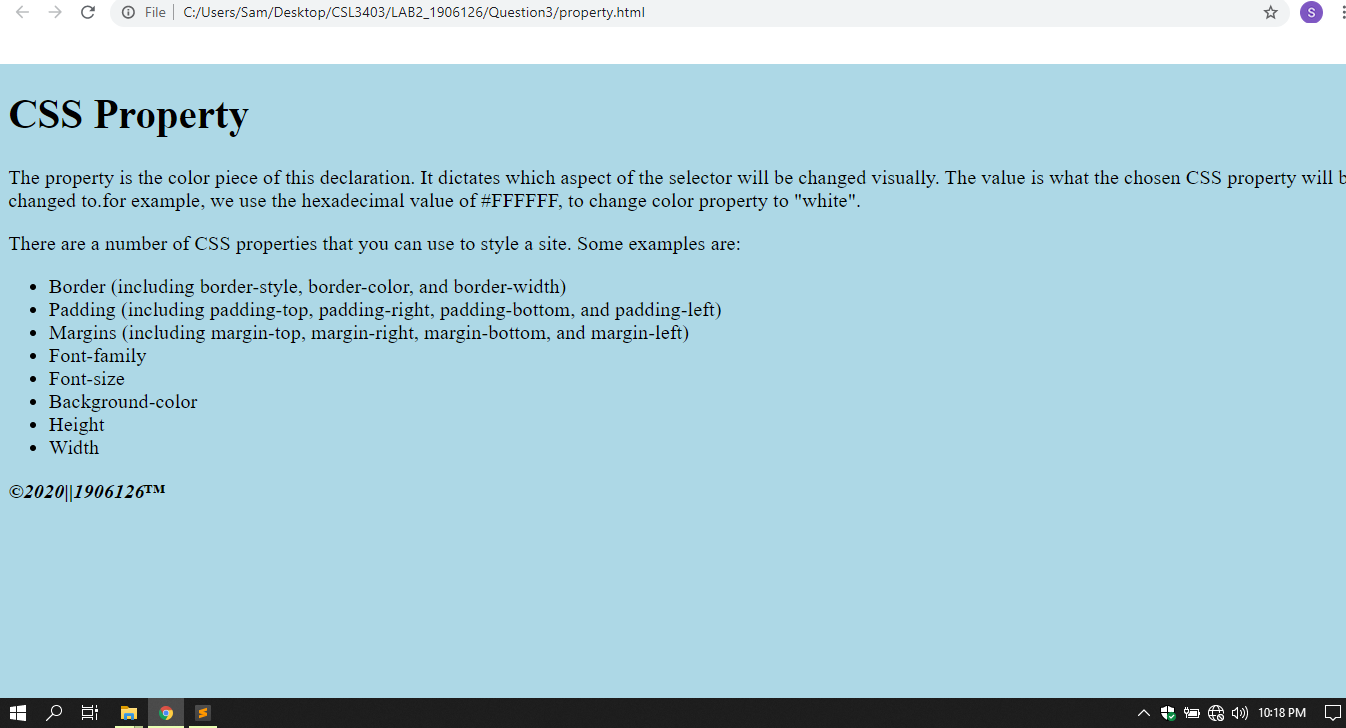 File | C:/Users/Sam/Desktop/CSL3403/LAB2_1906126/Question3/property.html
S
CSS Property
The property is the color piece of this declaration. It dictates which aspect of the selector will be changed visually. The value is what the chosen CSS property will
changed to.for example, we use the hexadecimal value of #FFFFFF, to change color property to "white".
There are a number of CSS properties that you can use to style a site. Some examples are:
• Border (including border-style, border-color, and border-width)
• Padding (including padding-top, padding-right, padding-bottom, and padding-left)
• Margins (including margin-top, margin-right, margin-bottom, and margin-left)
• Font-family
• Font-size
• Background-color
• Height
• Width
©2020||1906126™
10:18 PM